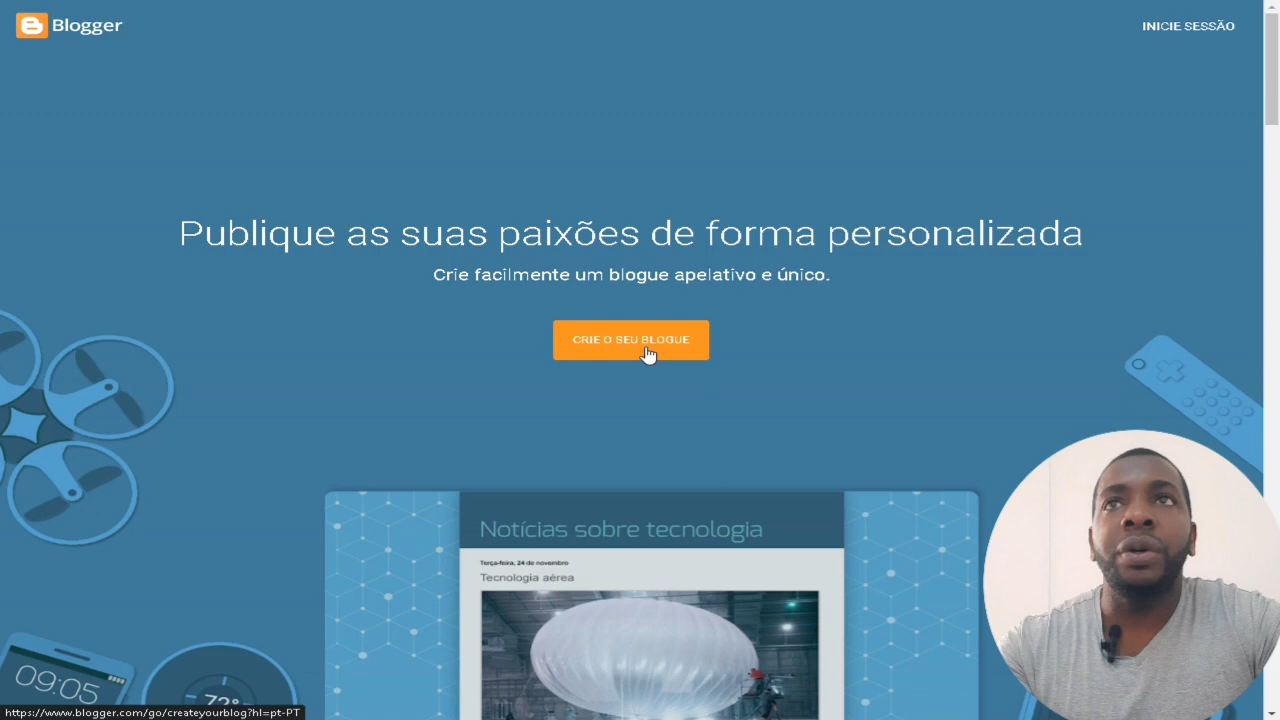 Blogger
INICIE SESSÃO
Publique as suas paixões de forma personalizada
Crie facilmente um blogue apelativo e único.
CRIE O SEU BLOGUE
Notícias sobre tecnologia
Terça-feira, 24 de novembro
Tecnologia aérea
09:05
72°
https://www.blogger.com/go/createyourblog?hl=pt-PT